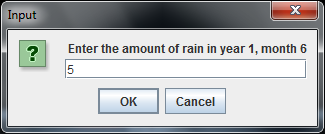 Input
Enter the amount of rain in year 1, month 6
5
OK Cancel